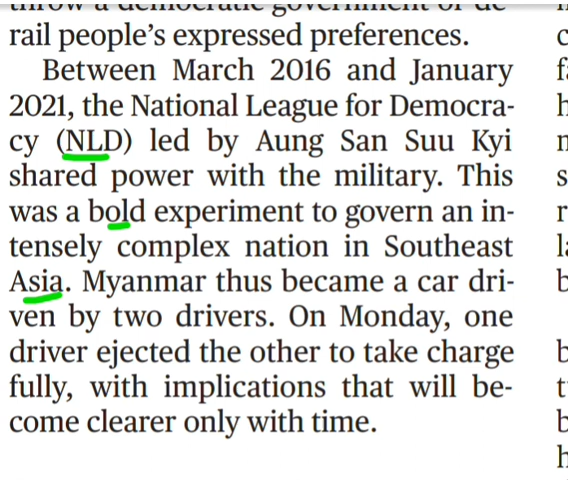 rail people's expressed preferences.
Between March 2016 and January
2021, the National League for Democra-
cy (NLD) led by Aung San Suu Kyi
shared power with the military. This
was a bold experiment to govern an in-
tensely complex nation in Southeast
Asia. Myanmar thus became a car dri-
ven by two drivers. On Monday, one
driver ejected the other to take charge
fully, with implications that will be-
come clearer only with time.